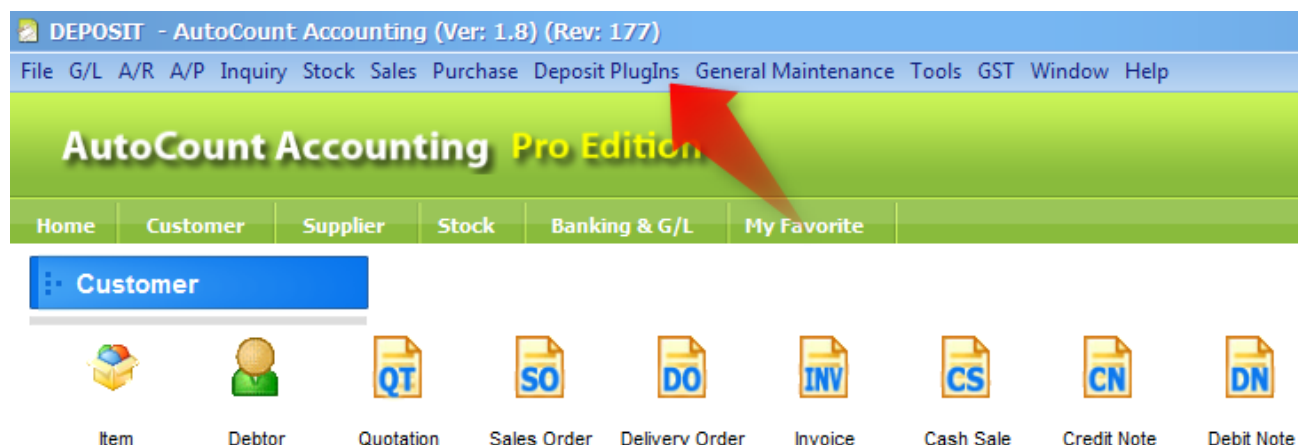 DEPOSIT - AutoCount Accounting (Ver: 1.8) (Rev: 177)
File G/L A/R A/P Inquiry Stock Sales Purchase Deposit PlugIns General Maintenance Tools GST Window Help
AutoCount Accounting Pro Edition
Home Customer Supplier Stock Banking & G/L My Favorite
Customer
QT SO DO INV CS CN DN
Item Debtor Quotation Sales Order Delivery Order Invoice Cash Sale Credit Note Debit Note